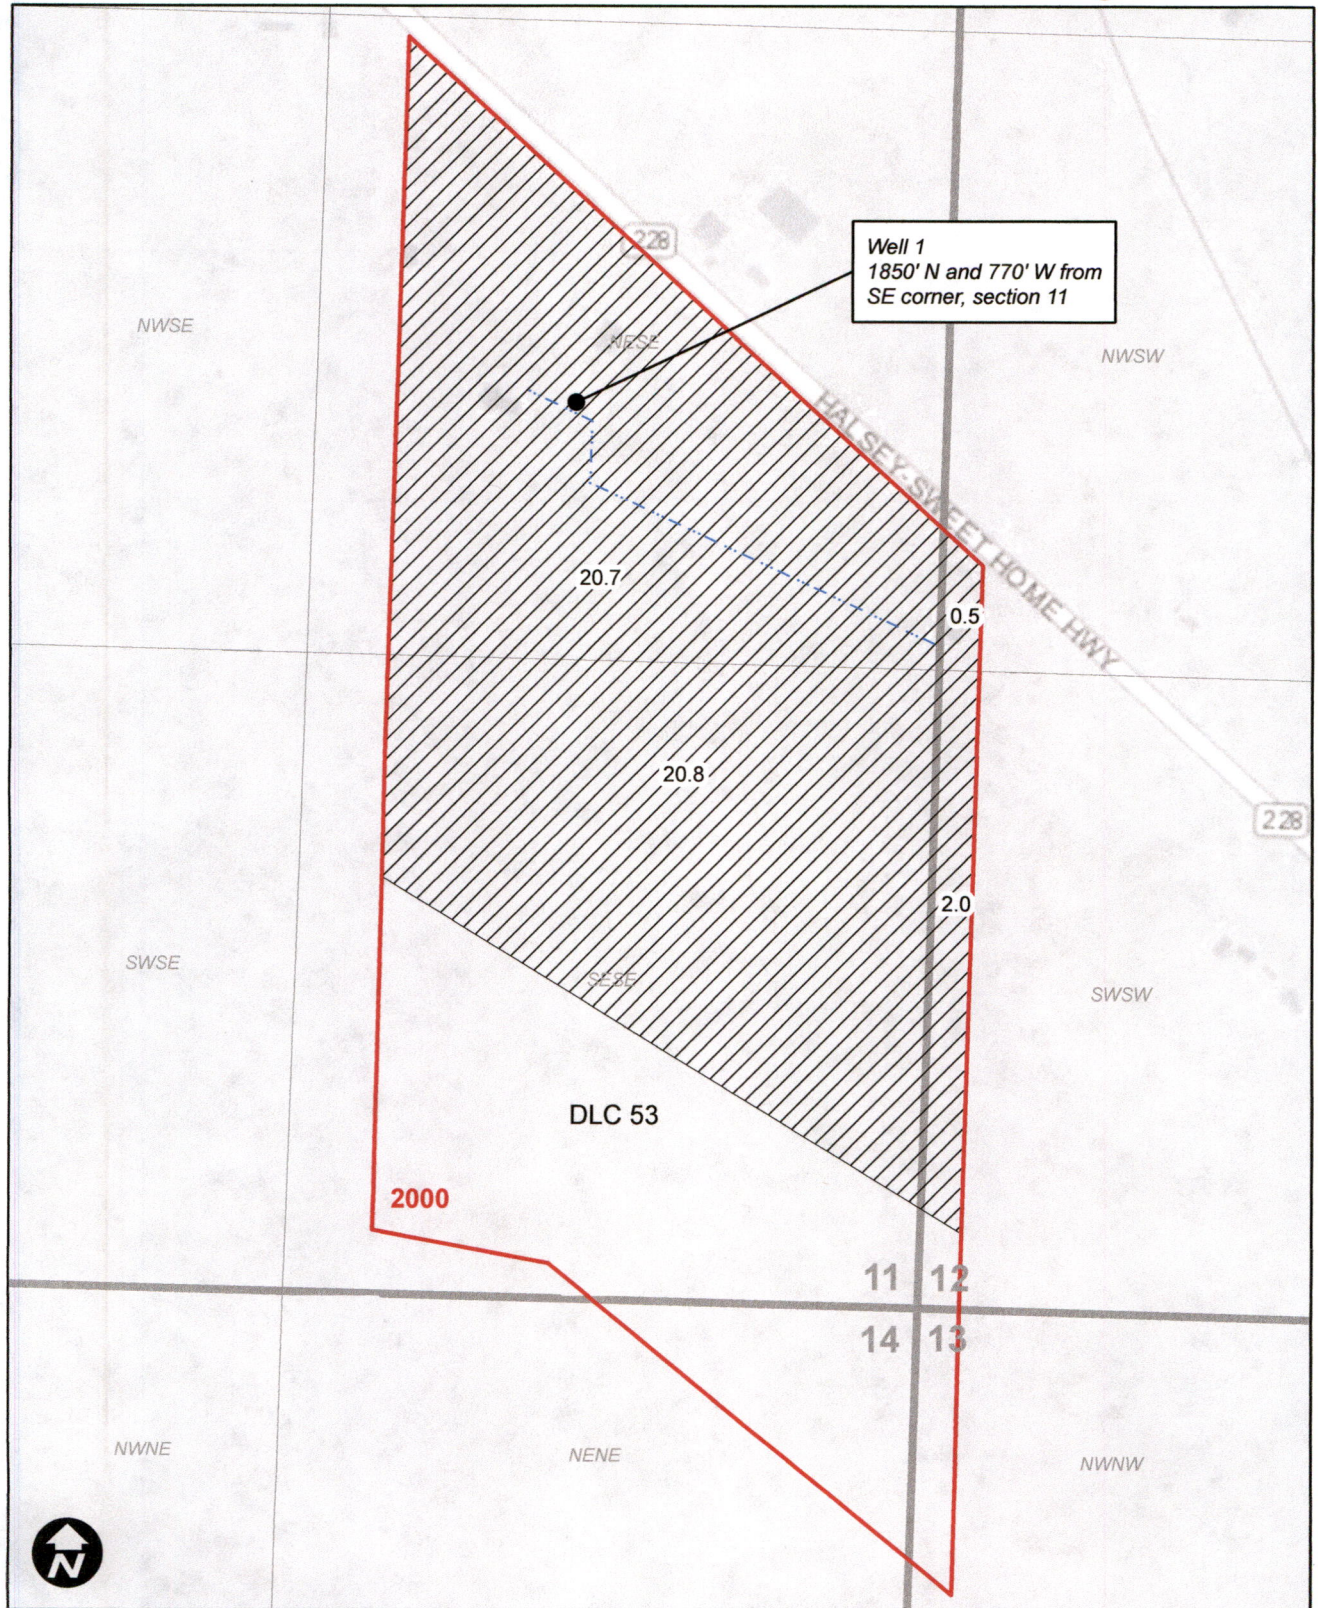 228
Well 1
1850' N and 770' W from
SE corner, section 11
NWSE
NESE
NWSW
HALSEY-SWEET HOME HWY
20.7
0.5
20.8
228
2.0
SWSE
SESE
SWSW
DLC 53
2000
11 12
14 13
NWNE
NENE
NWNW
N